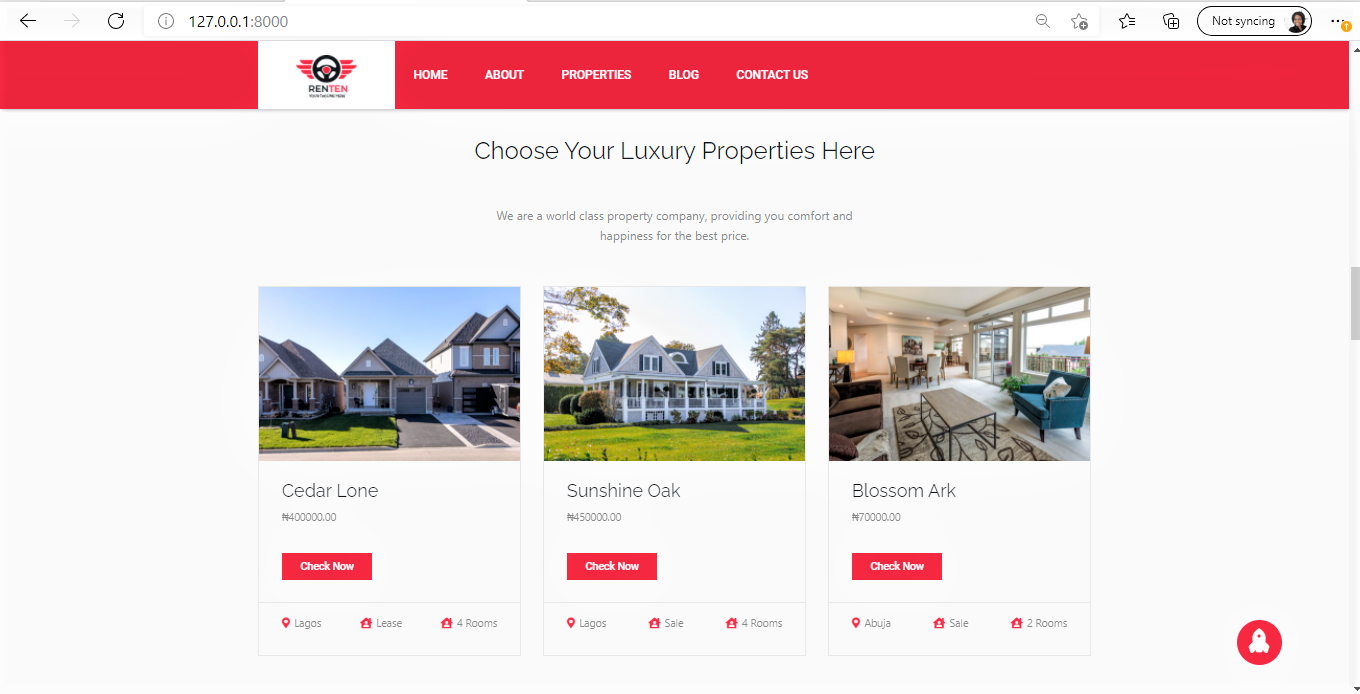 127.0.0.1:8000
Not syncing
RENTEN
HOME
ABOUT
PROPERTIES
BLOG
CONTACT US
Choose Your Luxury Properties Here
We are a world class property company, providing you comfort and
happiness for the best price.
Cedar Lone
₦400000.00
Check Now
Lagos
Lease
4 Rooms
Sunshine Oak
₦450000.00
Check Now
Lagos
Sale
4 Rooms
Blossom Ark
₦70000.00
Check Now
Abuja
Sale
2 Rooms